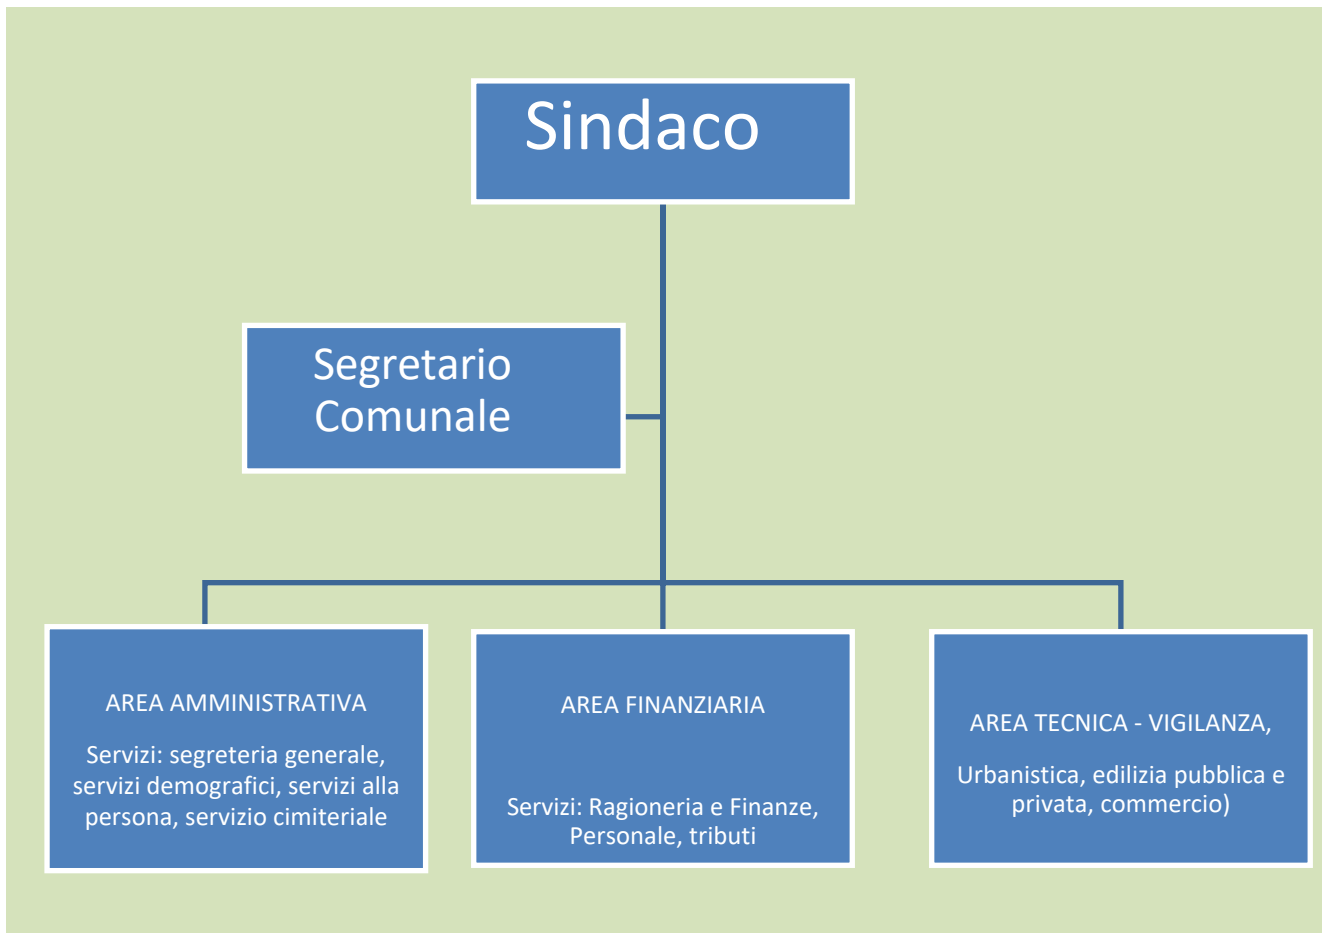 Sindaco
Segretario
Comunale
AREA AMMINISTRATIVA
Servizi: segreteria generale,
servizi demografici, servizi alla
persona, servizio cimiteriale
AREA FINANZIARIA
Servizi: Ragioneria e Finanze,
Personale, tributi
AREA TECNICA - VIGILANZA,
Urbanistica, edilizia pubblica e
privata, commercio)